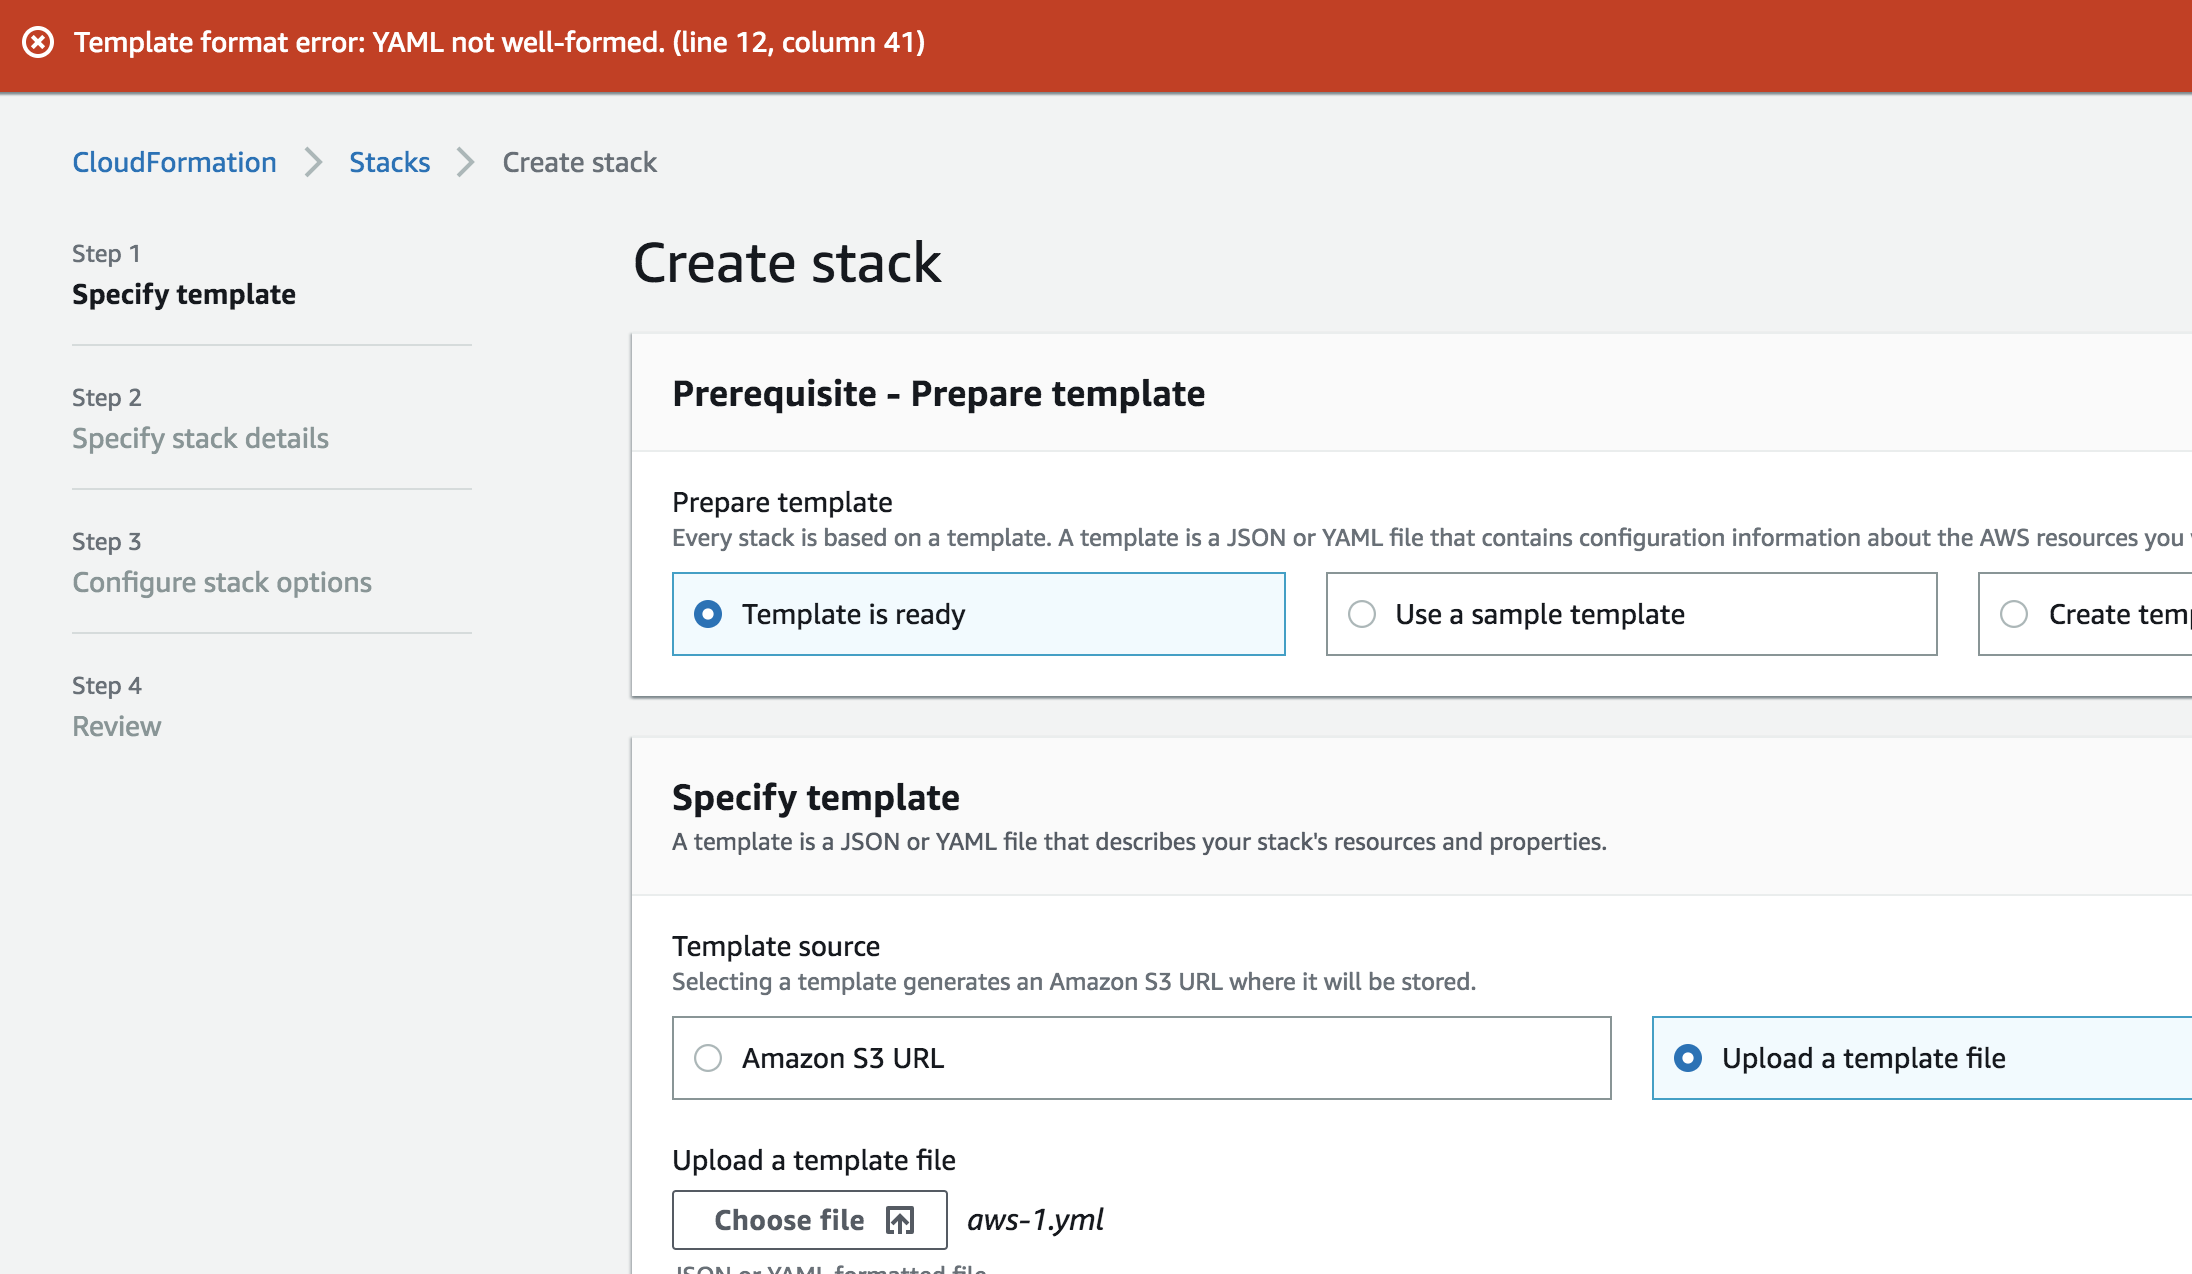 Template format error: YAML not well-formed. (line 12, column 41)
CloudFormation
Stacks
Create stack
Step 1
Specify template
Step 2
Specify stack details
Step 3
Configure stack options
Step 4
Review
Create stack
Prerequisite - Prepare template
Prepare template
Every stack is based on a template. A template is a JSON or YAML file that contains configuration information about the AWS resources you
Template is ready
Use a sample template
Create
Specify template
A template is a JSON or YAML file that describes your stack's resources and properties.
Template source
Selecting a template generates an Amazon S3 URL where it will be stored.
Amazon S3 URL
Upload a template file
Upload a template file
Choose file
aws-1.yml
JSON or YAML formatted file